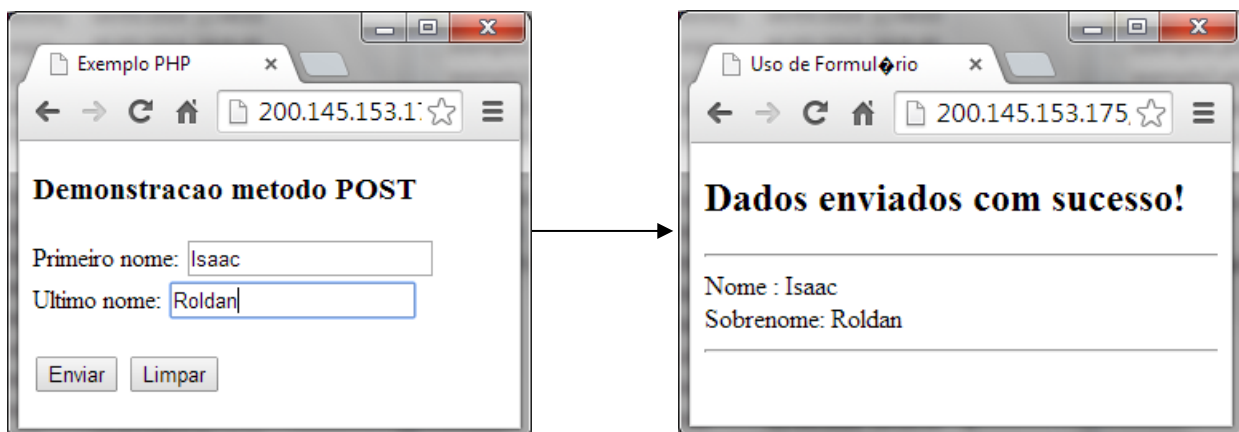 Exemplo PHP
200.145.153.1
Demonstracao metodo POST
Primeiro nome: Isaac
Ultimo nome: Roldan
Enviar Limpar
Uso de Formul�rio
200.145.153.175
Dados enviados com sucesso!
Nome : Isaac
Sobrenome: Roldan